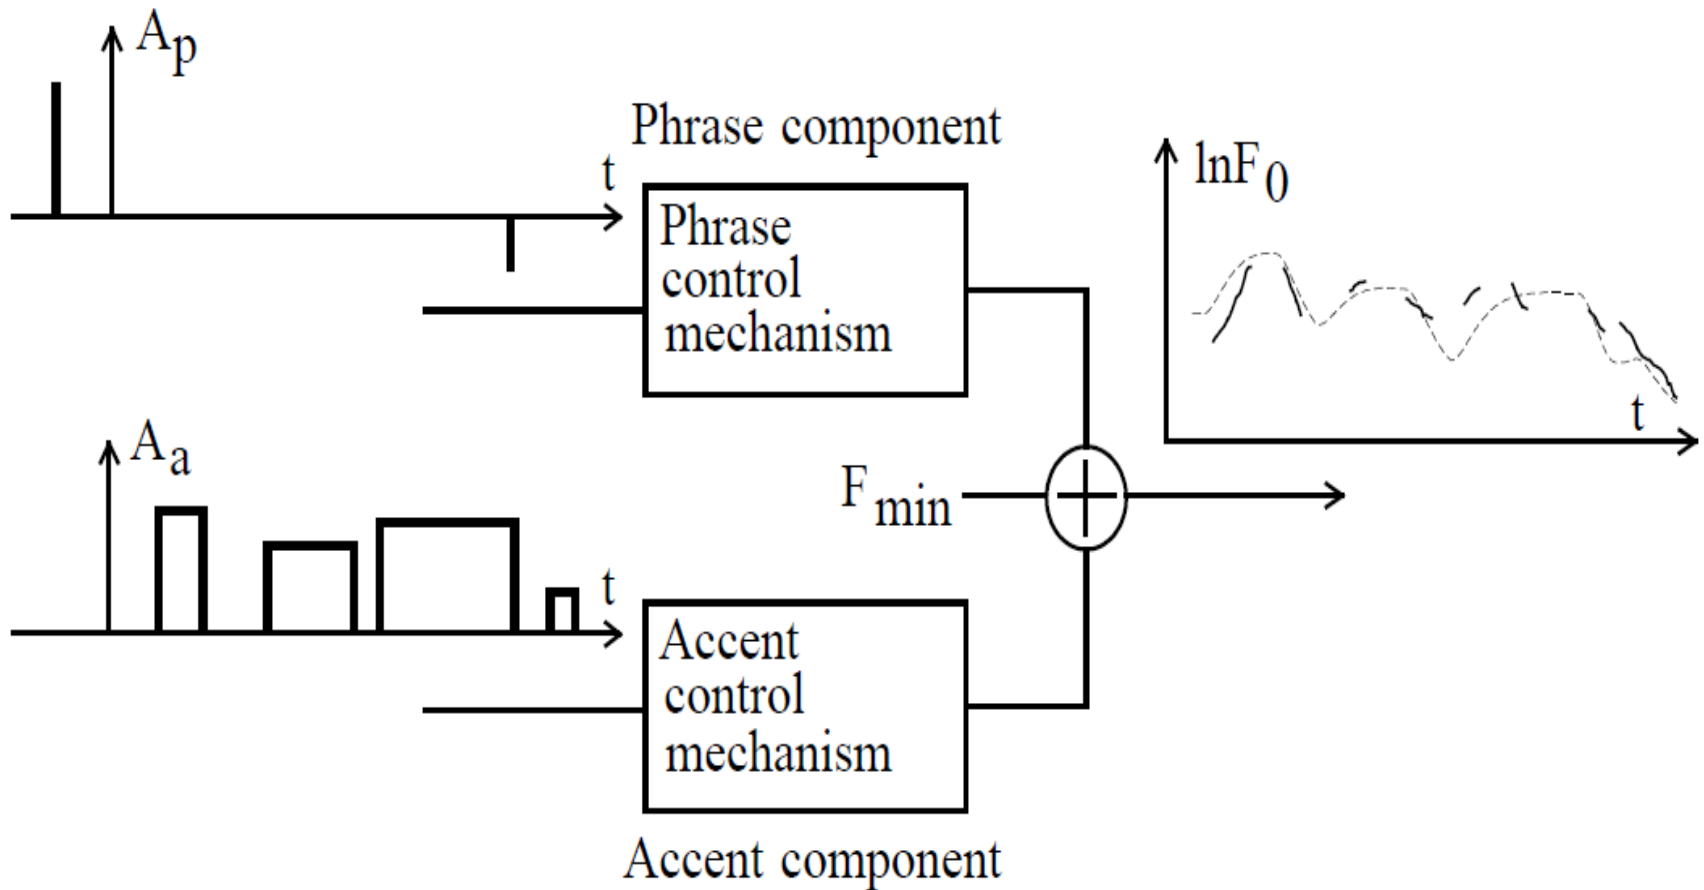 Ap
t
Phrase component
Phrase
control
mechanism
lnF0
t
Aa
t
Fmin
Accent
control
mechanism
Accent component